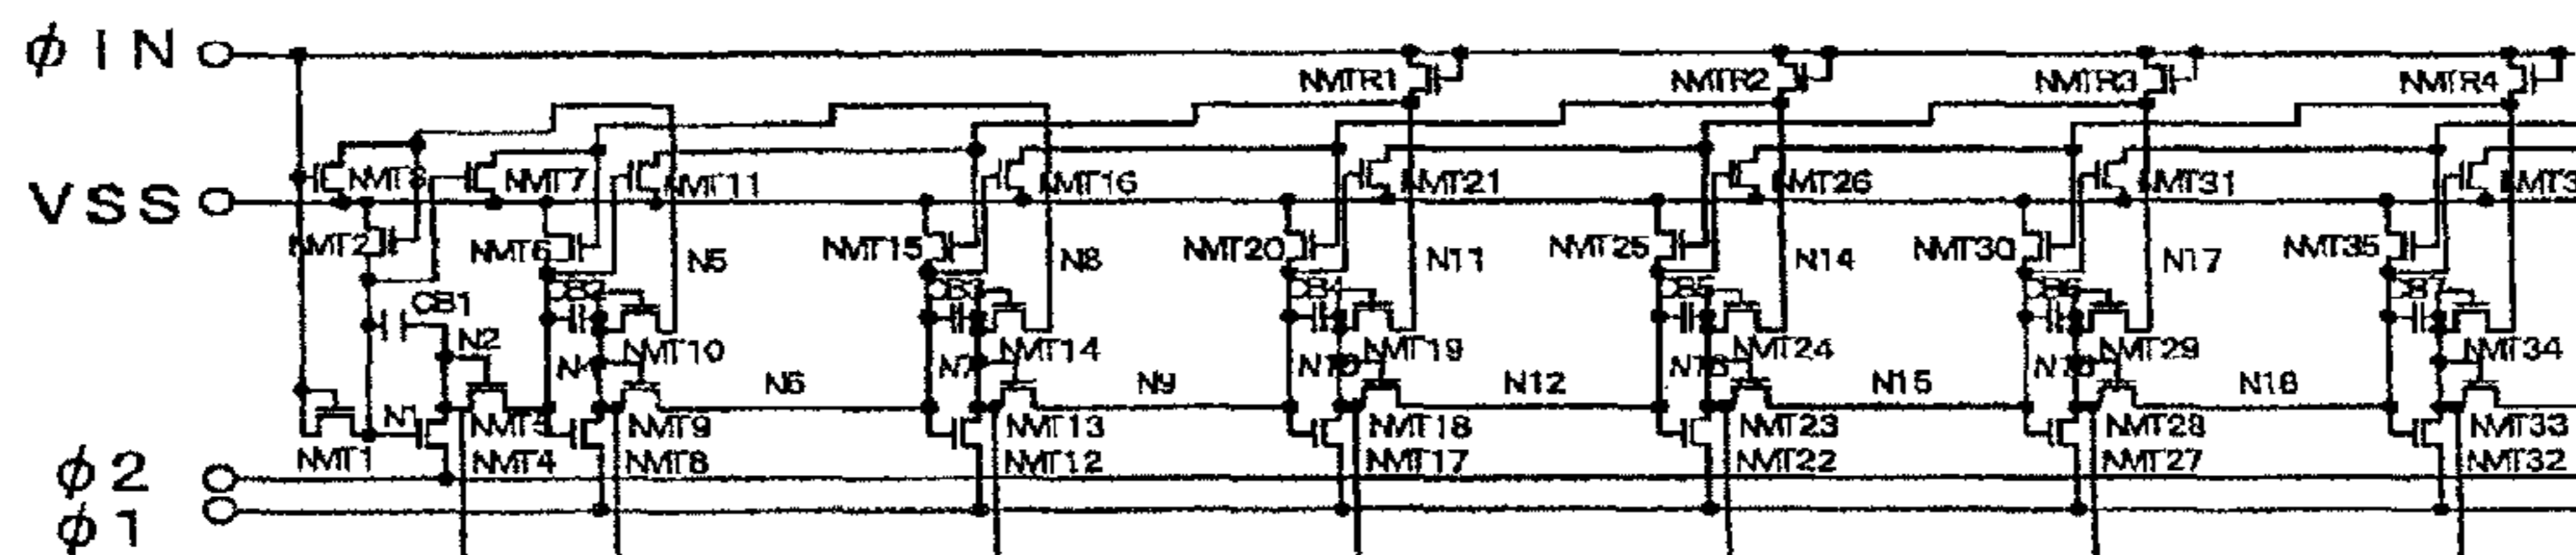 φIN
NMTR1 NMTR2 NMTR3 NMTR4
NMT7 NMT11 NMT16 NMT21 NMT26 NMT31
VSS
NMT2 NMT6 NMT15 NMT20 NMT25 NMT30 NMT35
N5 N8 N11 N14 N17
CB1 CB2 CB3 CB4 CB5 CB6 CB7
N2 NMT10 NMT14 NMT19 NMT24 NMT29 NMT34
N4 N7 N10 N13
N6 N9 N12 N15 N18
N1 NMT5 NMT9 NMT13 NMT18 NMT23 NMT28 NMT33
NMT1 NMT4 NMT8 NMT12 NMT17 NMT22 NMT27 NMT32
φ2
φ1